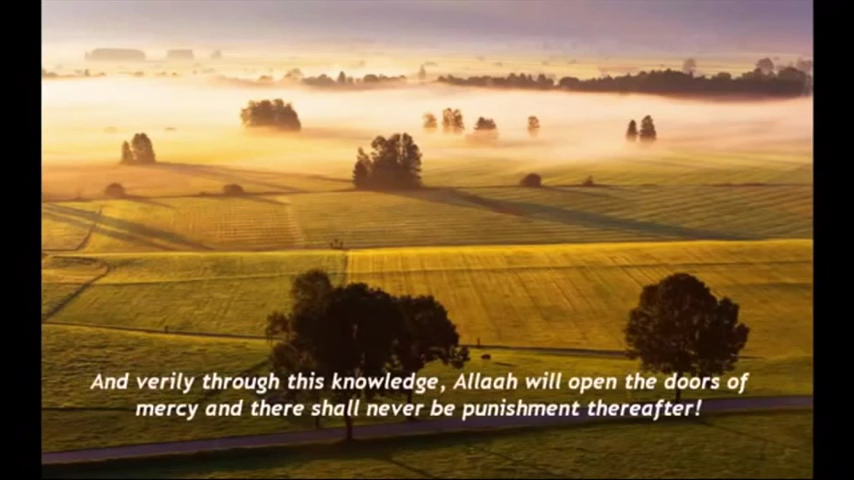 And verily through this knowledge, Allaah will open the doors of
mercy and there shall never be punishment thereafter!